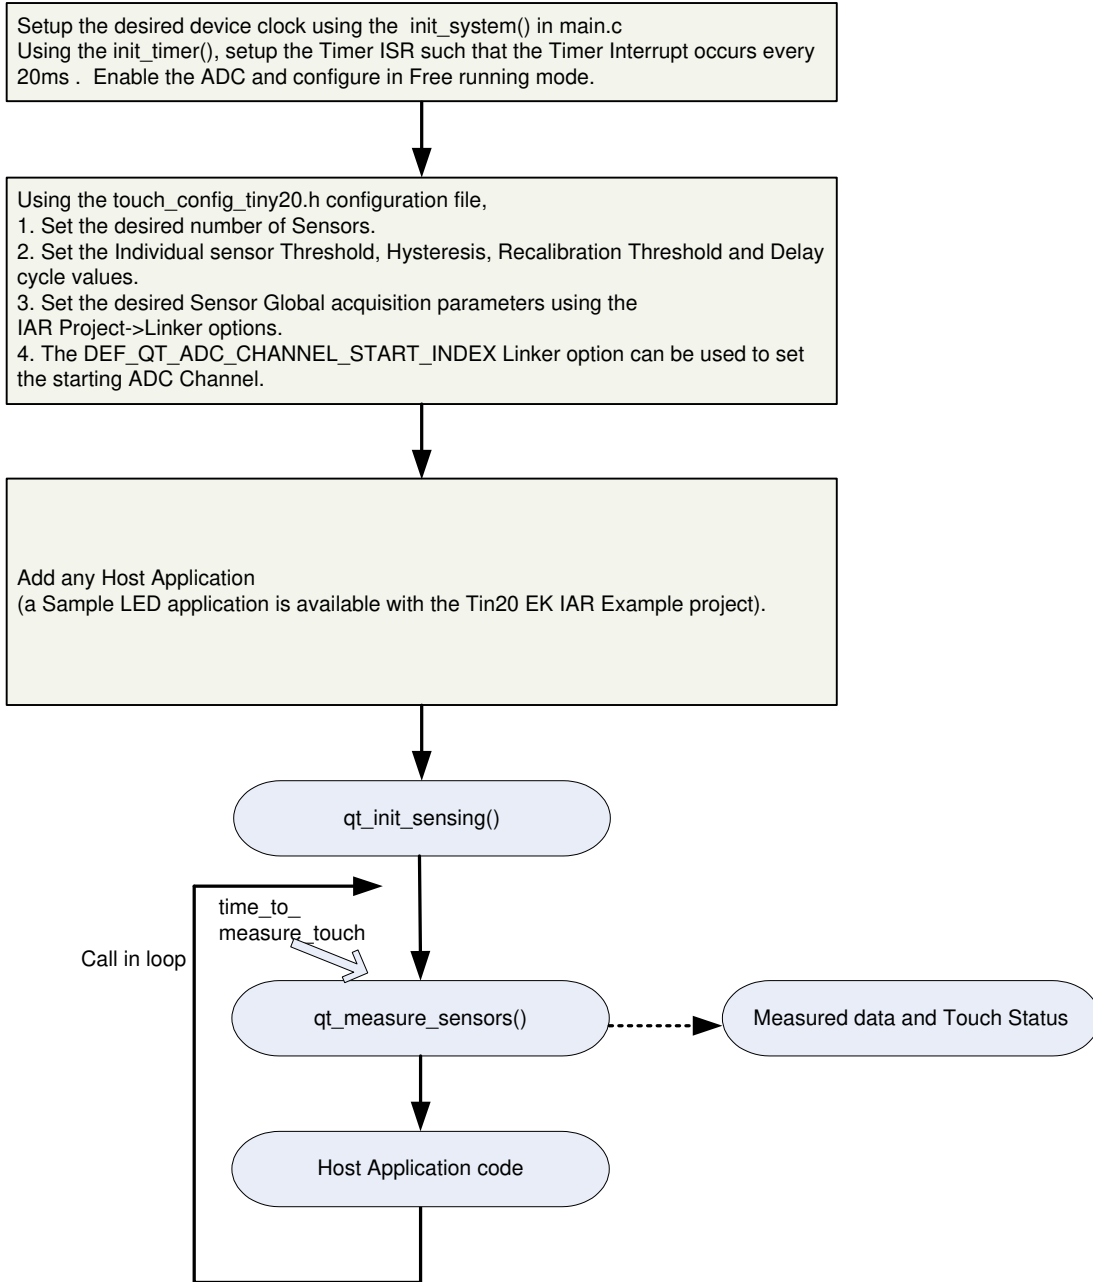 Setup the desired device clock using the  init_system() in main.c
Using the init_timer(), setup the Timer ISR such that the Timer Interrupt occurs every
20ms .  Enable the ADC and configure in Free running mode.
Using the touch_config_tiny20.h configuration file,
1. Set the desired number of Sensors.
2. Set the Individual sensor Threshold, Hysteresis, Recalibration Threshold and Delay
cycle values.
3. Set the desired Sensor Global acquisition parameters using the
IAR Project->Linker options.
4. The DEF_QT_ADC_CHANNEL_START_INDEX Linker option can be used to set
the starting ADC Channel.
Add any Host Application
(a Sample LED application is available with the Tin20 EK IAR Example project).
qt_init_sensing()
time_to_
measure_touch
Call in loop
qt_measure_sensors()
Measured data and Touch Status
Host Application code